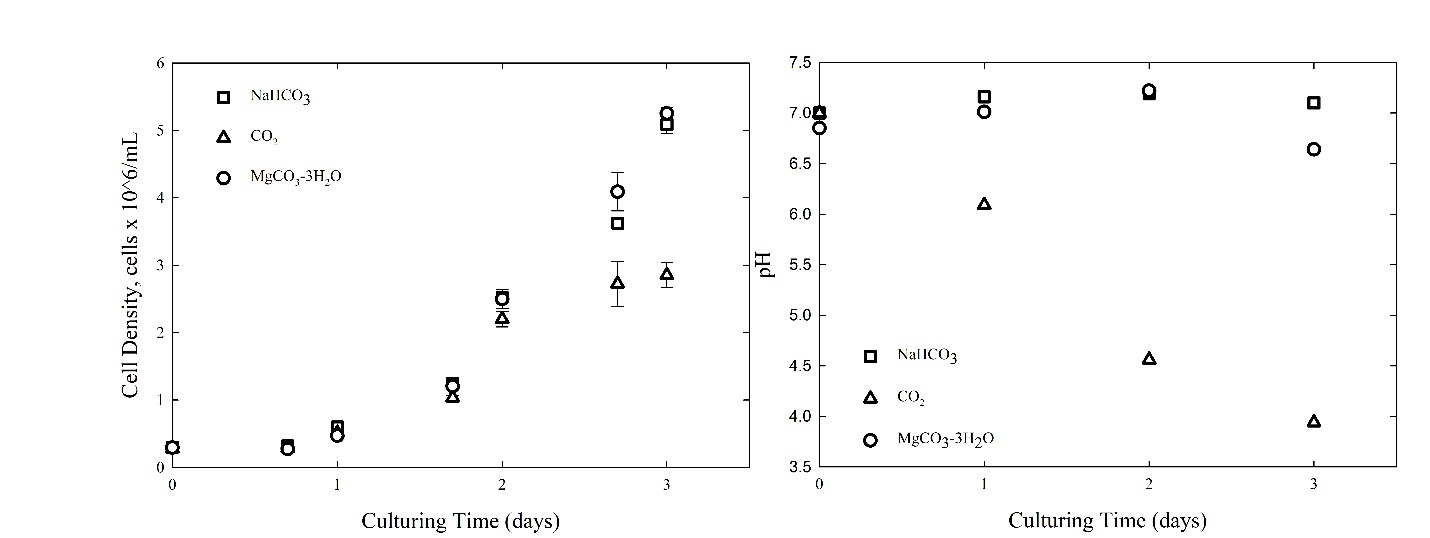 6
5
4
3
2
1
0
Cell Density, cells x 10^6/mL
NaHCO3
CO2
MgCO3-3H2O
0 1 2 3
Culturing Time (days)
7.5
7.0
6.5
6.0
5.5
5.0
4.5
4.0
3.5
pH
NaHCO3
CO2
MgCO3-3H2O
0 1 2 3
Culturing Time (days)